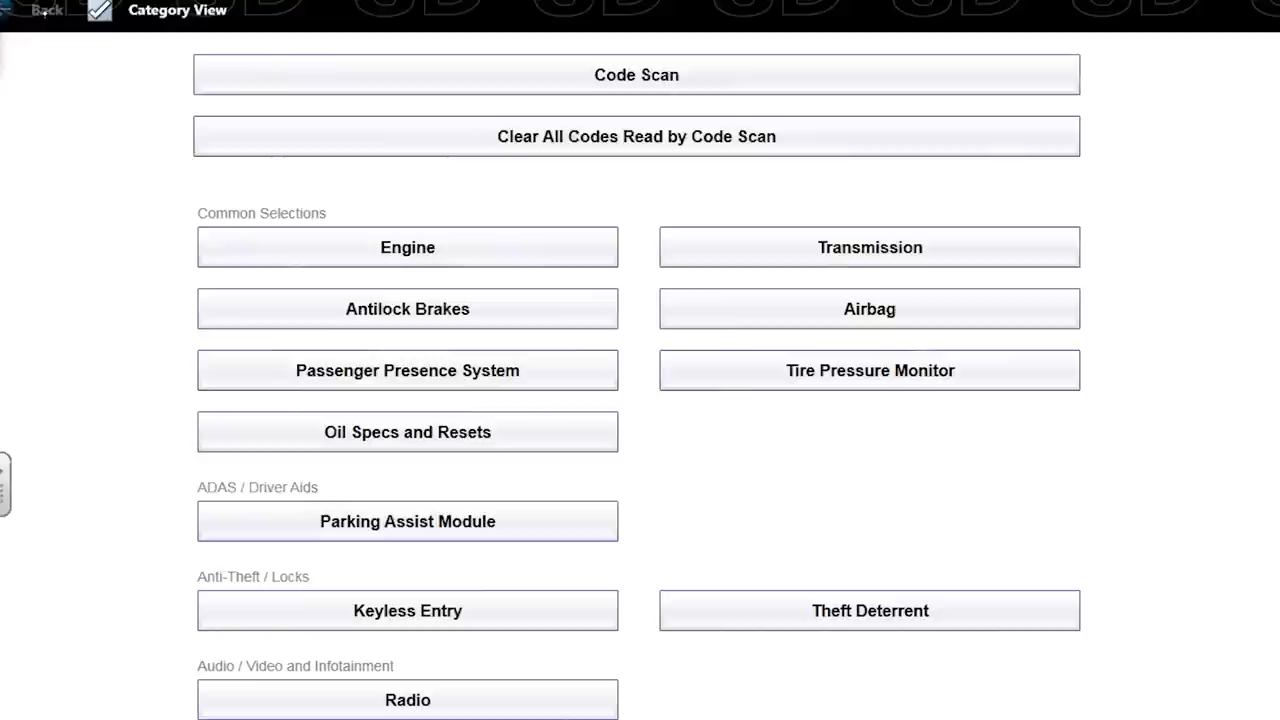 Back
Category View
Code Scan
Clear All Codes Read by Code Scan
Common Selections
Engine
Transmission
Antilock Brakes
Airbag
Passenger Presence System
Tire Pressure Monitor
Oil Specs and Resets
ADAS / Driver Aids
Parking Assist Module
Anti-Theft / Locks
Keyless Entry
Theft Deterrent
Audio / Video and Infotainment
Radio